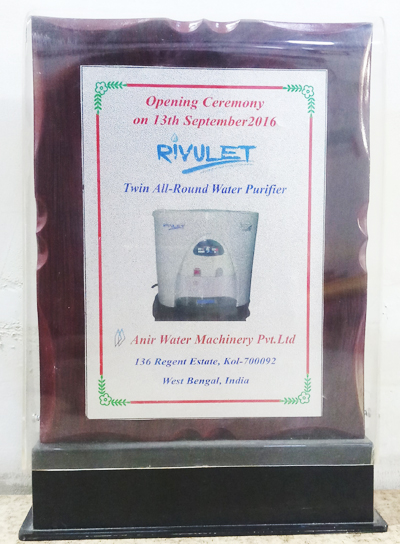 Opening Ceremony
on 13th September2016
RIVULET
Twin All-Round Water Purifier
RIVULET
Anir Water Machinery Pvt.Ltd
136 Regent Estate, Kol-700092
West Bengal, India